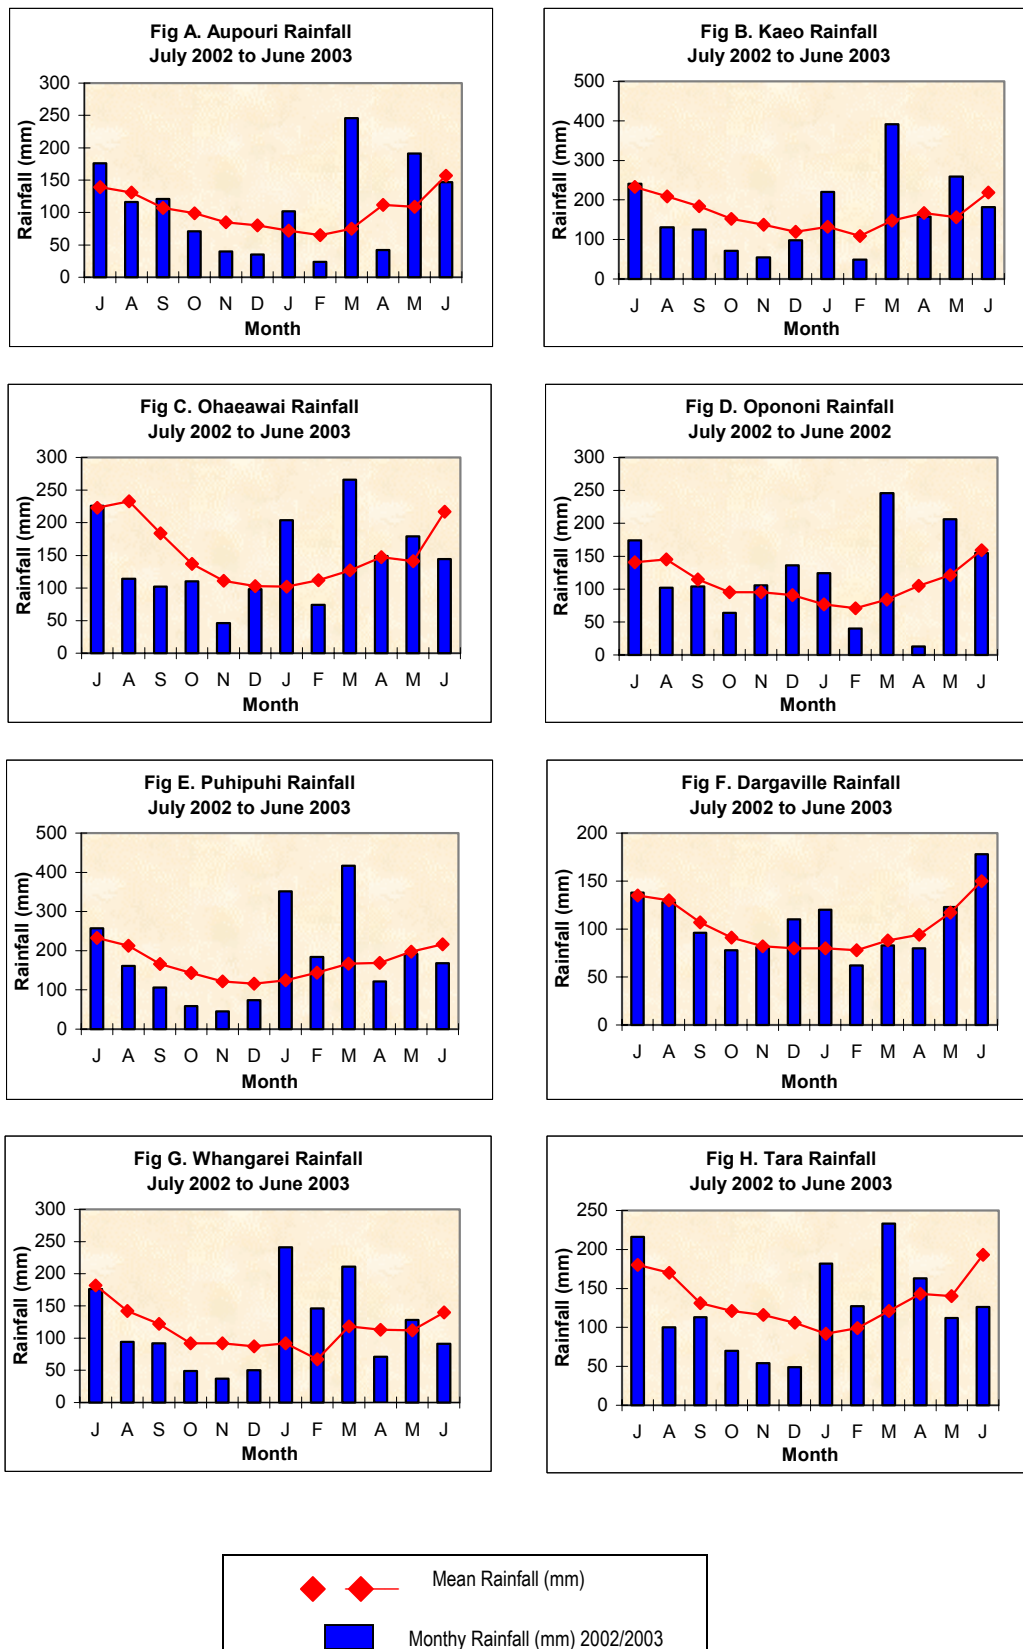 Fig A. Aupouri Rainfall
July 2002 to June 2003
300
250
200
150
100
50
0
Rainfall (mm)
J A S O N D J F M A M J
Month
Fig B. Kaeo Rainfall
July 2002 to June 2003
500
400
300
200
100
0
Rainfall (mm)
J A S O N D J F M A M J
Month
Fig C. Ohaeawai Rainfall
July 2002 to June 2003
300
250
200
150
100
50
0
Rainfall (mm)
J A S O N D J F M A M J
Month
Fig D. Opononi Rainfall
July 2002 to June 2002
300
250
200
150
100
50
0
Rainfall (mm)
J A S O N D J F M A M J
Month
Fig E. Puhipuhi Rainfall
July 2002 to June 2003
500
400
300
200
100
0
Rainfall (mm)
J A S O N D J F M A M J
Month
Fig F. Dargaville Rainfall
July 2002 to June 2003
200
150
100
50
0
Rainfall (mm)
J A S O N D J F M A M J
Month
Fig G. Whangarei Rainfall
July 2002 to June 2003
300
250
200
150
100
50
0
Rainfall (mm)
J A S O N D J F M A M J
Month
Fig H. Tara Rainfall
July 2002 to June 2003
250
200
150
100
50
0
Rainfall (mm)
J A S O N D J F M A M J
Month
Mean Rainfall (mm)
Monthy Rainfall (mm) 2002/2003